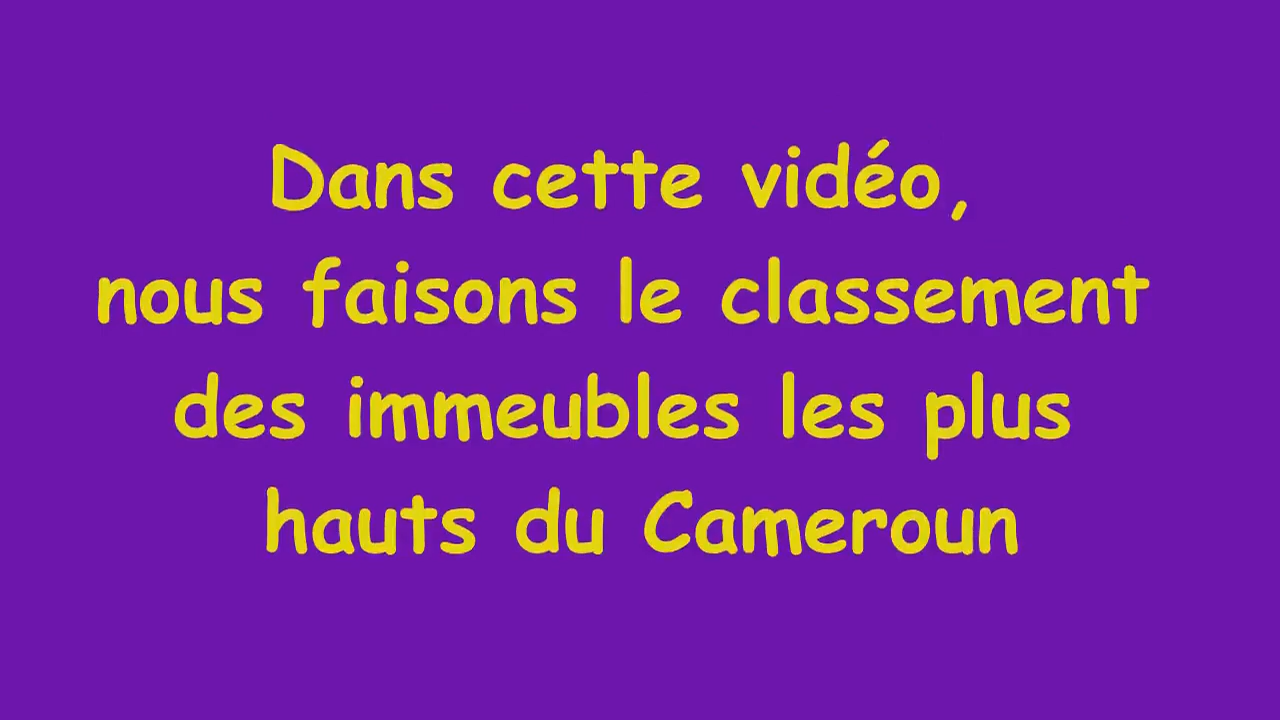 Dans cette vidéo,
nous faisons le classement
des immeubles les plus
hauts du Cameroun